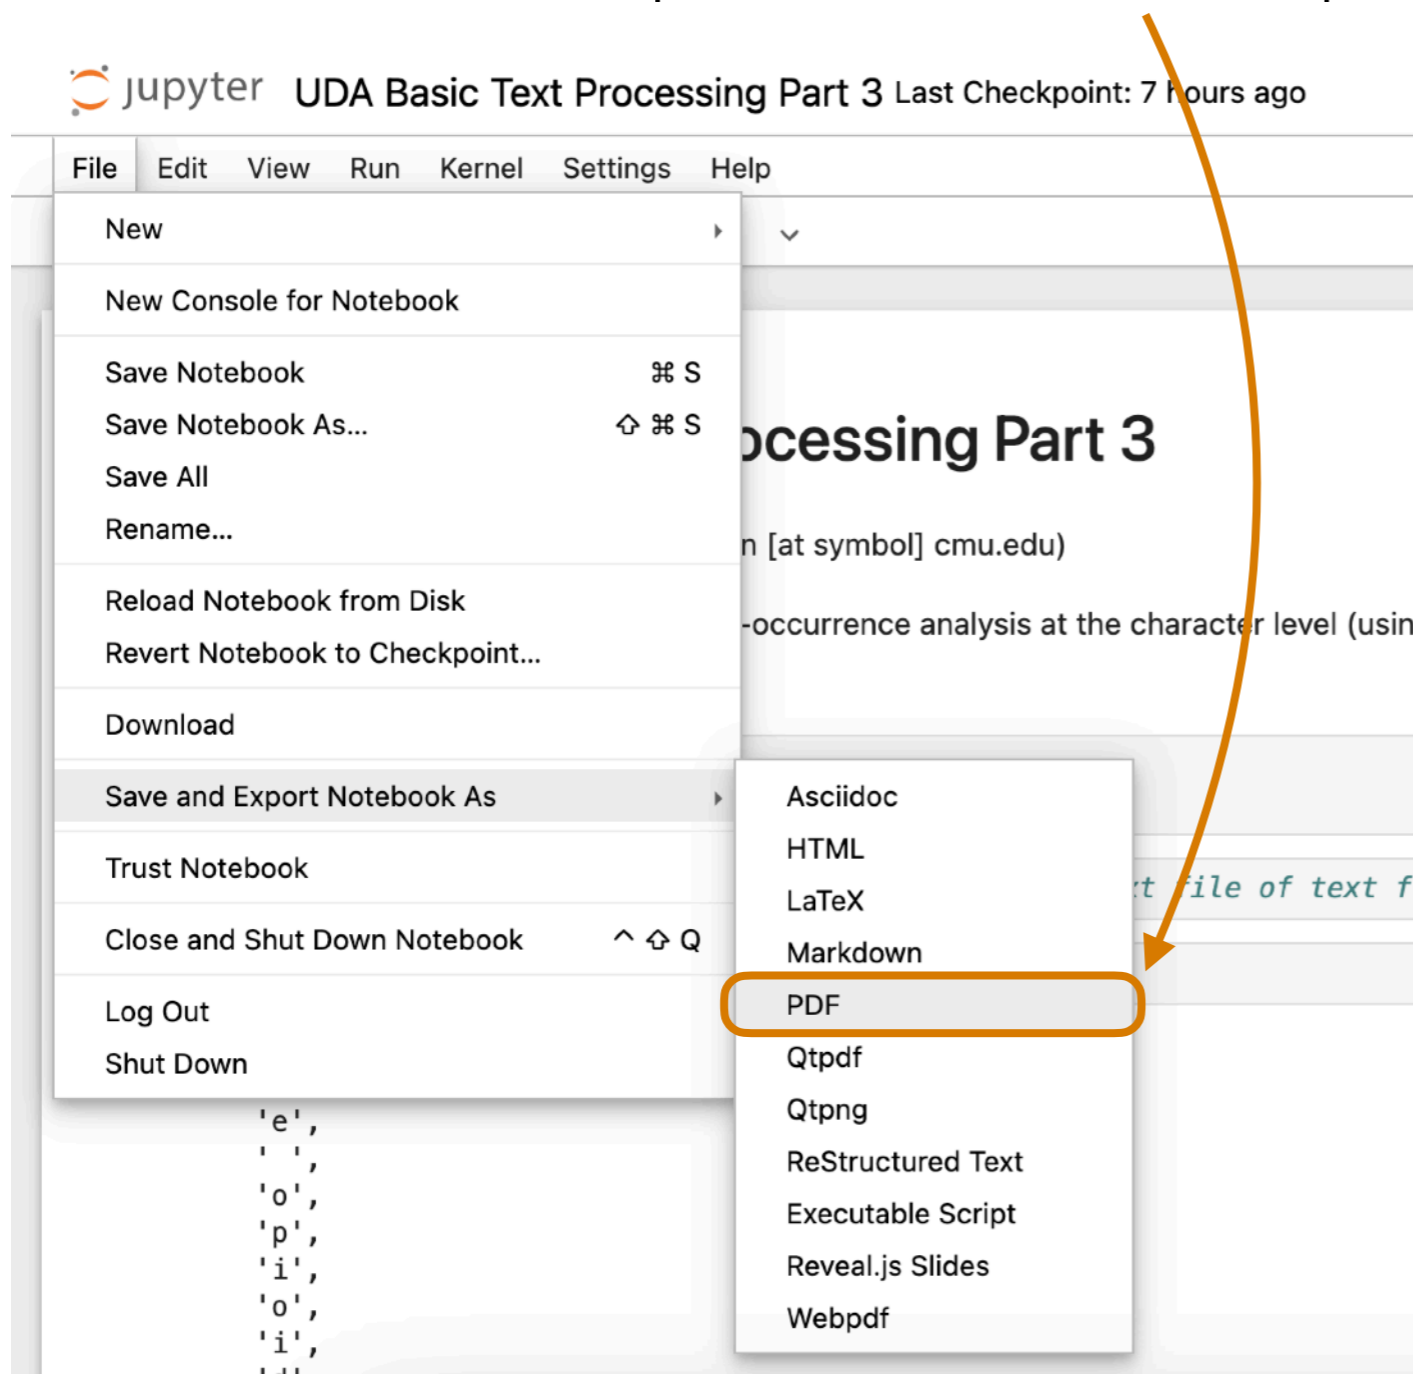 jupyter UDA Basic Text Processing Part 3 Last Checkpoint: 7 hours ago
File Edit View Run Kernel Settings Help
New
New Console for Notebook
Save Notebook ⌘ S
Save Notebook As... ⇧ ⌘ S
Save All
Rename...
Reload Notebook from Disk
Revert Notebook to Checkpoint...
Download
Save and Export Notebook As
Trust Notebook
Close and Shut Down Notebook ^ ⇧ Q
Log Out
Shut Down
Asciidoc
HTML
LaTeX
Markdown
PDF
Qtpdf
Qtpng
ReStructured Text
Executable Script
Reveal.js Slides
Webpdf
ocessing Part 3
n [at symbol] cmu.edu)
-occurrence analysis at the character level (usin
xt file of text f
'e',
' ',
'o',
'p',
'i',
'o',
'i',